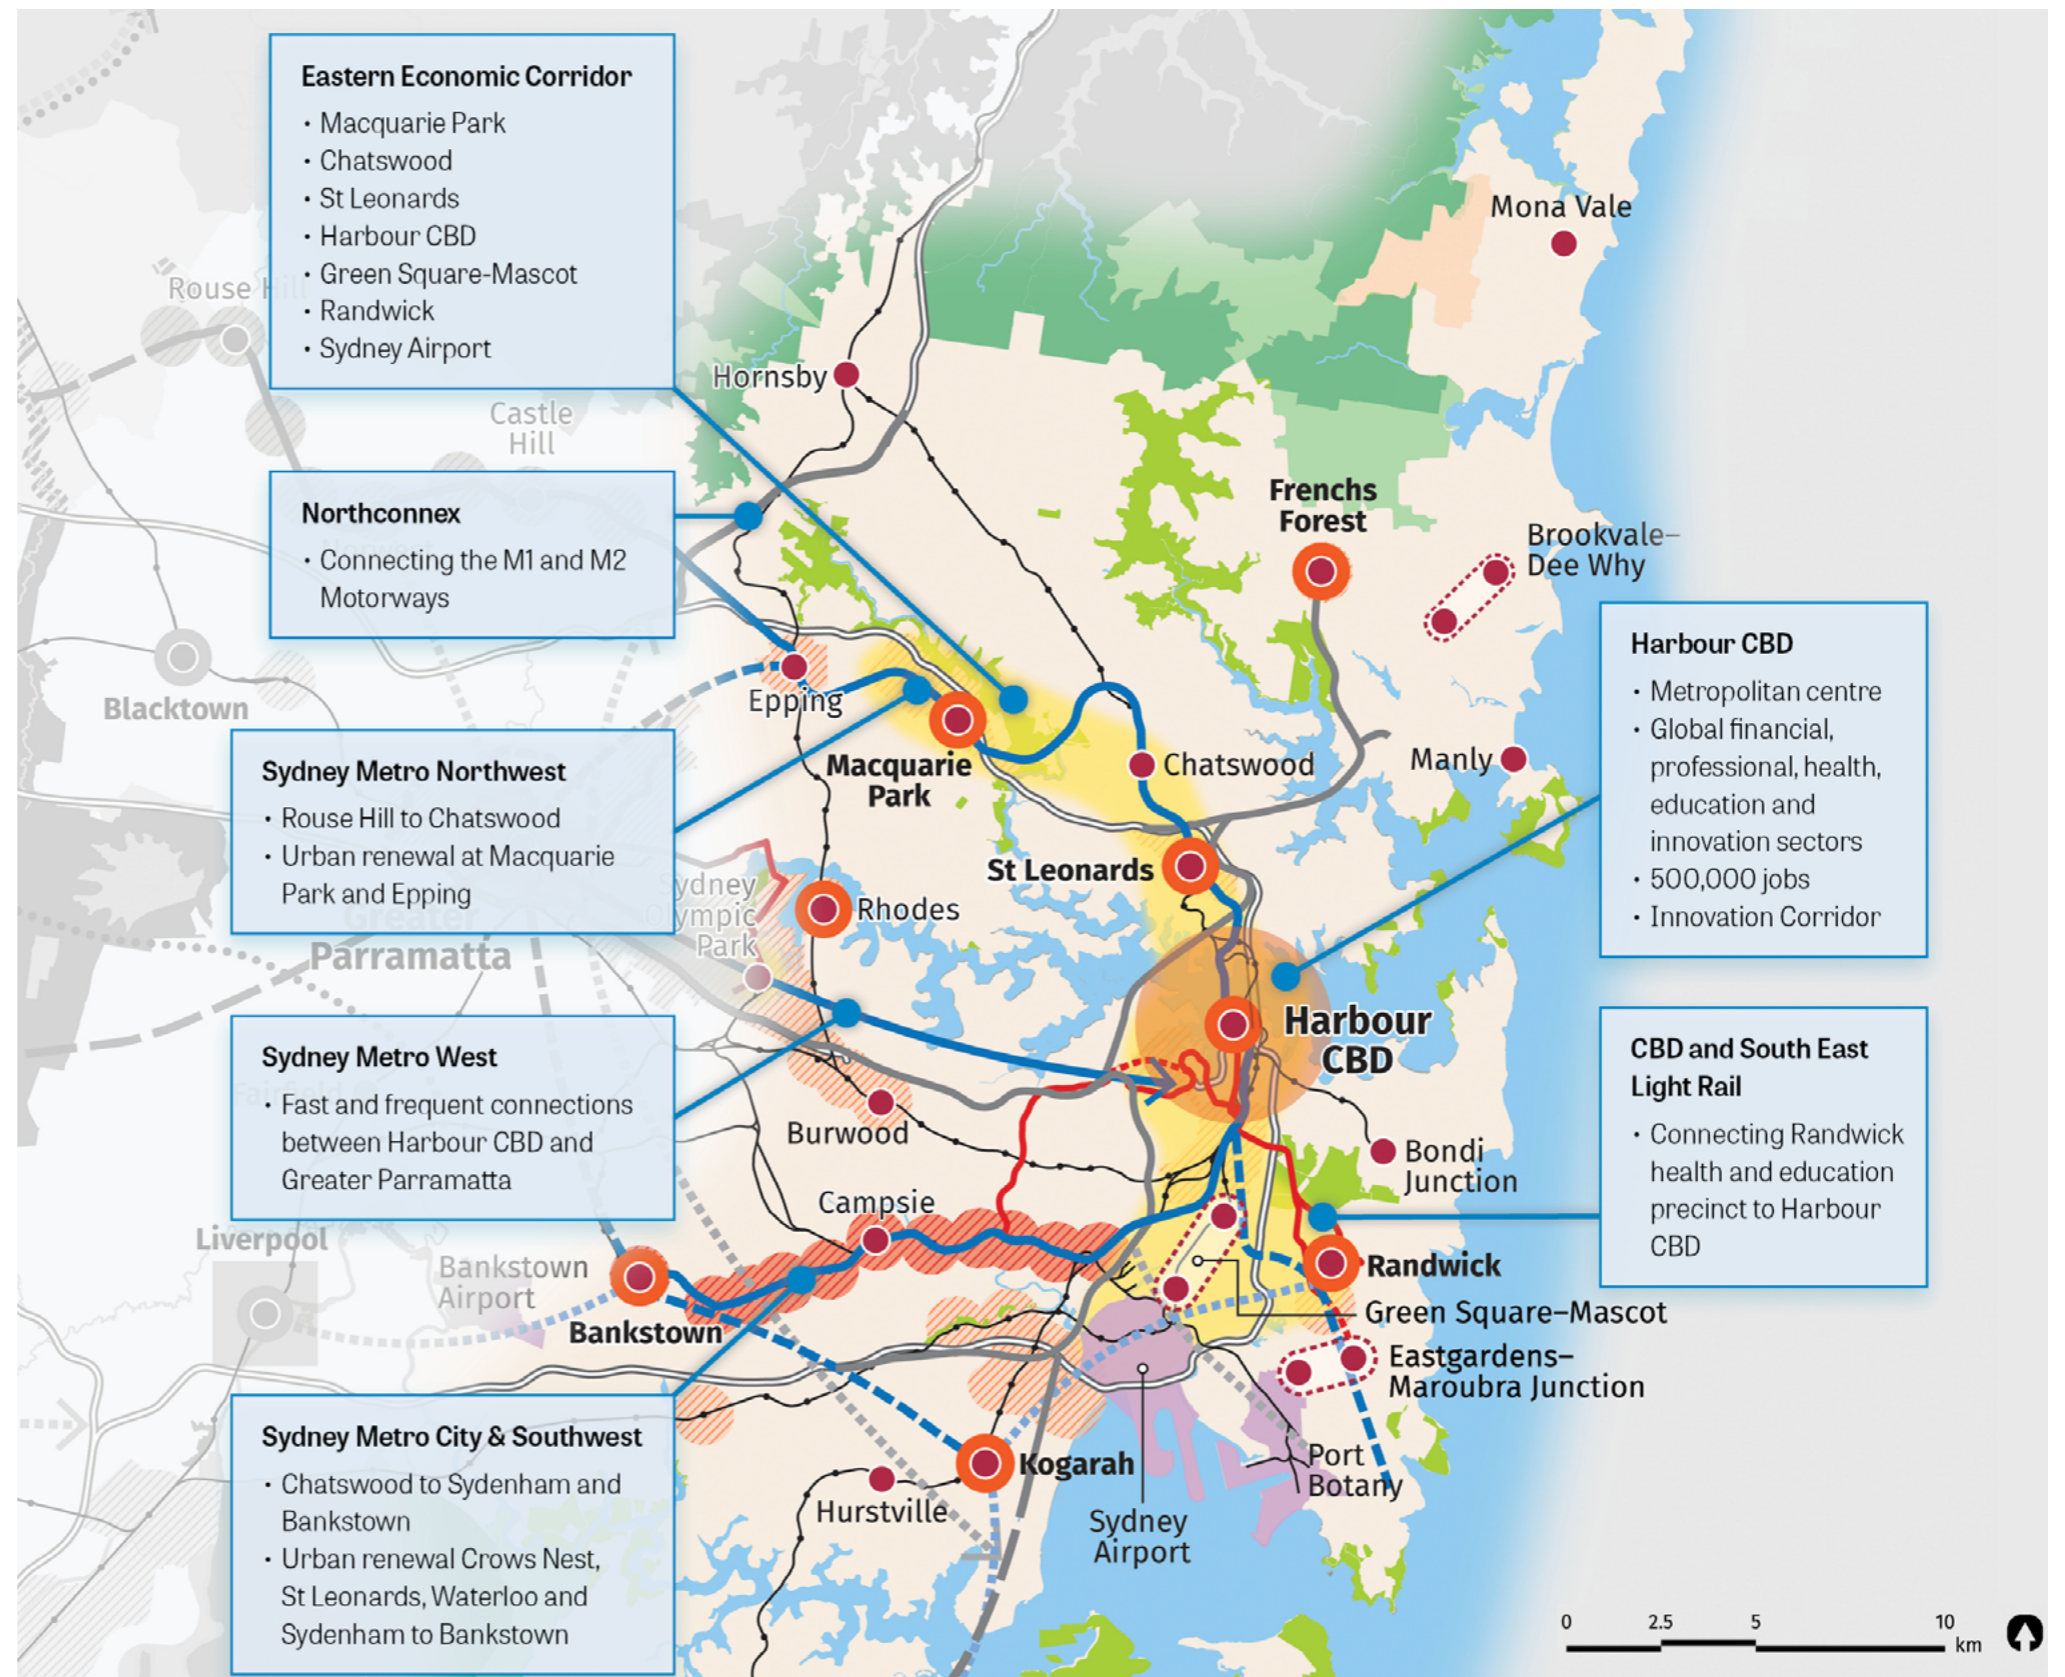 Eastern Economic Corridor
• Macquarie Park
• Chatswood
• St Leonards
• Harbour CBD
• Green Square-Mascot
• Randwick
• Sydney Airport
Rouse Hill
Castle
Hill
Northconnex
• Connecting the M1 and M2
Motorways
Blacktown
Sydney Metro Northwest
• Rouse Hill to Chatswood
• Urban renewal at Macquarie
Park and Epping
Greater
Parramatta
Sydney Metro West
• Fast and frequent connections
between Harbour CBD and
Greater Parramatta
Fairfield
Liverpool
Bankstown
Airport
Sydney Metro City & Southwest
• Chatswood to Sydenham and
Bankstown
• Urban renewal Crows Nest,
St Leonards, Waterloo and
Sydenham to Bankstown
Mona Vale
Hornsby
Frenchs
Forest
Brookvale–
Dee Why
Epping
Macquarie
Park
Chatswood
Manly
St Leonards
Sydney
Olympic
Park
Rhodes
Harbour
CBD
Burwood
Bondi
Junction
Campsie
Bankstown
Randwick
Green Square–Mascot
Eastgardens–
Maroubra Junction
Kogarah
Hurstville
Port
Botany
Sydney
Airport
Harbour CBD
• Metropolitan centre
• Global financial,
professional, health,
education and
innovation sectors
• 500,000 jobs
• Innovation Corridor
CBD and South East
Light Rail
• Connecting Randwick
health and education
precinct to Harbour
CBD
0 2.5 5 10
km